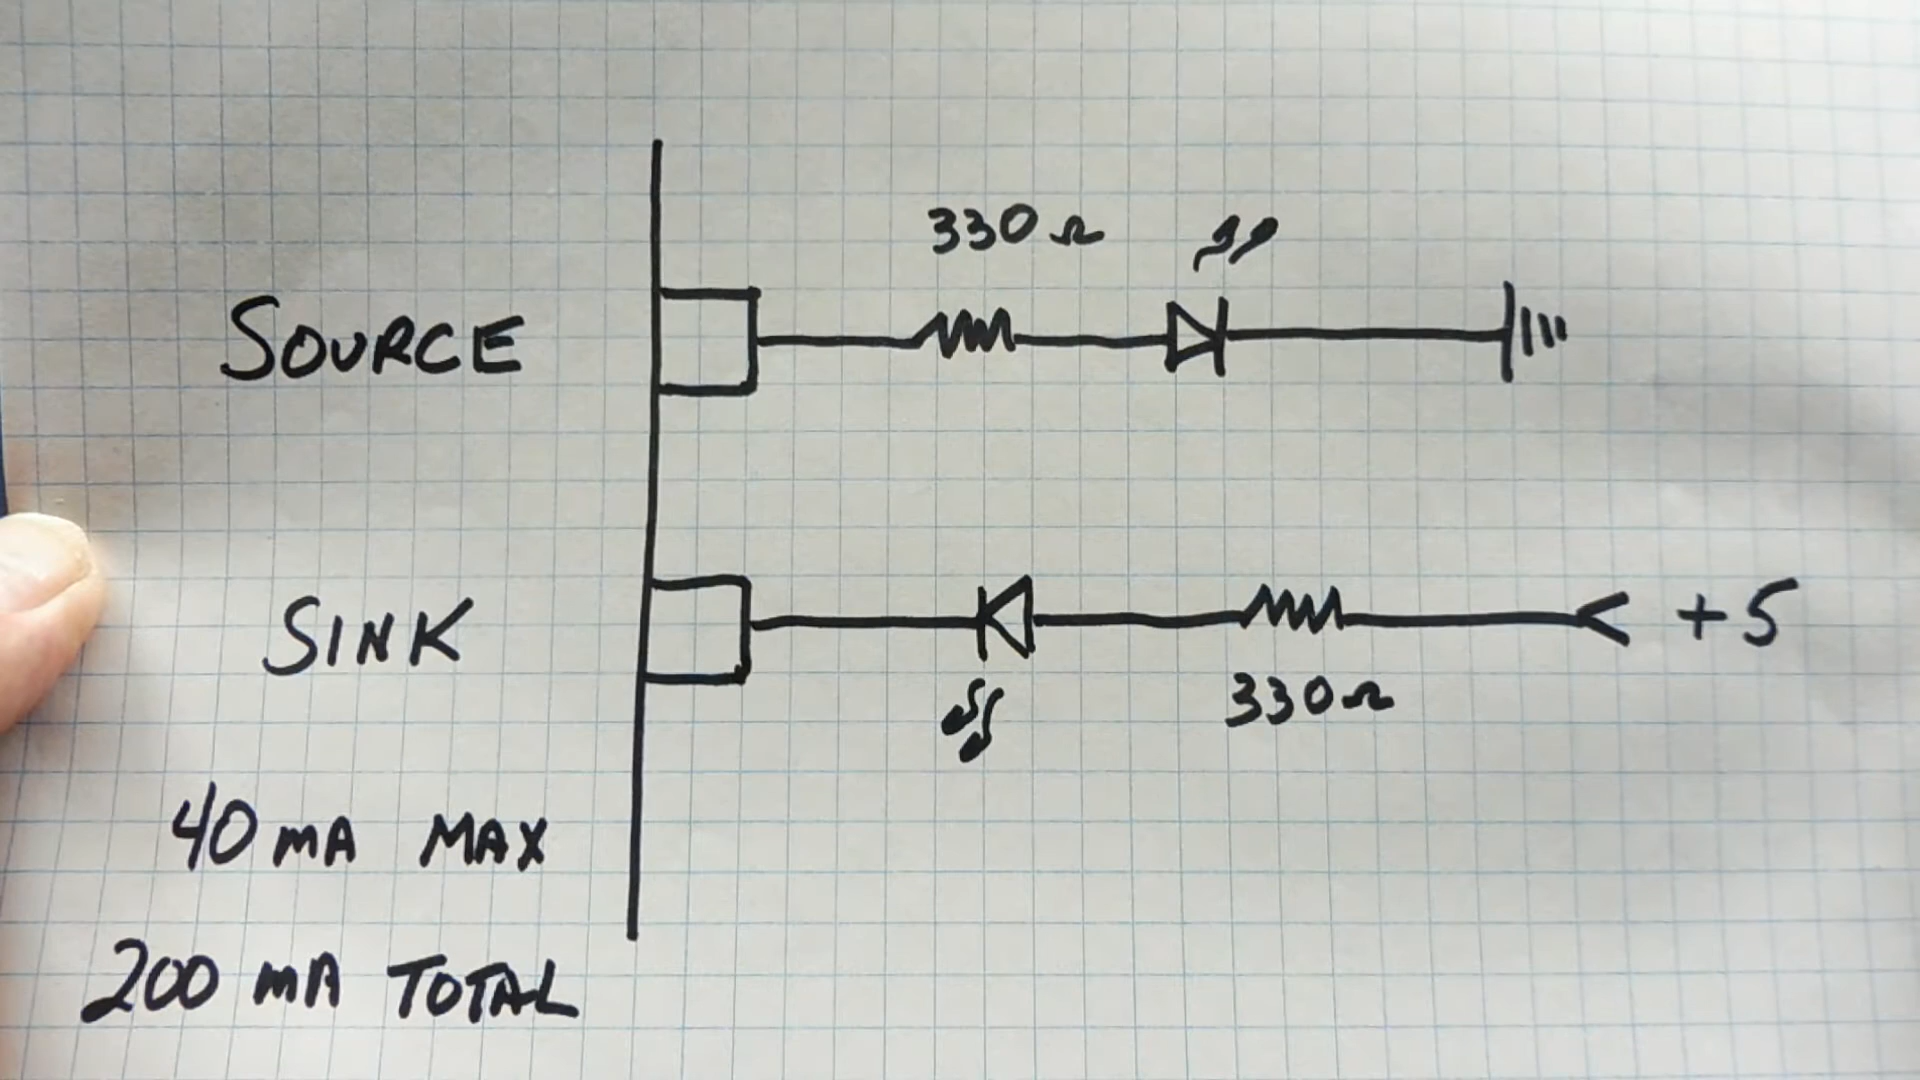 330Ω
SOURCE
SINK
+5
330Ω
40 mA MAX
200 mA TOTAL